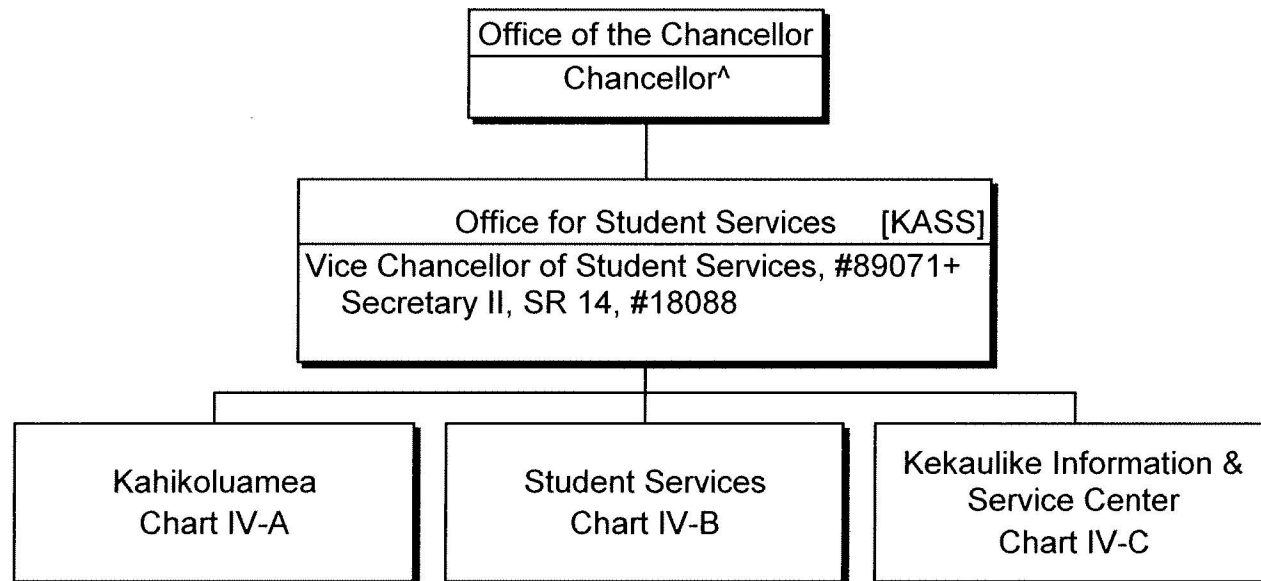 Office of the Chancellor
Chancellor^
Office for Student Services [KASS]
Vice Chancellor of Student Services, #89071+
Secretary II, SR 14, #18088
Kahikoluamea
Chart IV-A
Student Services
Chart IV-B
Kekaulike Information &
Service Center
Chart IV-C